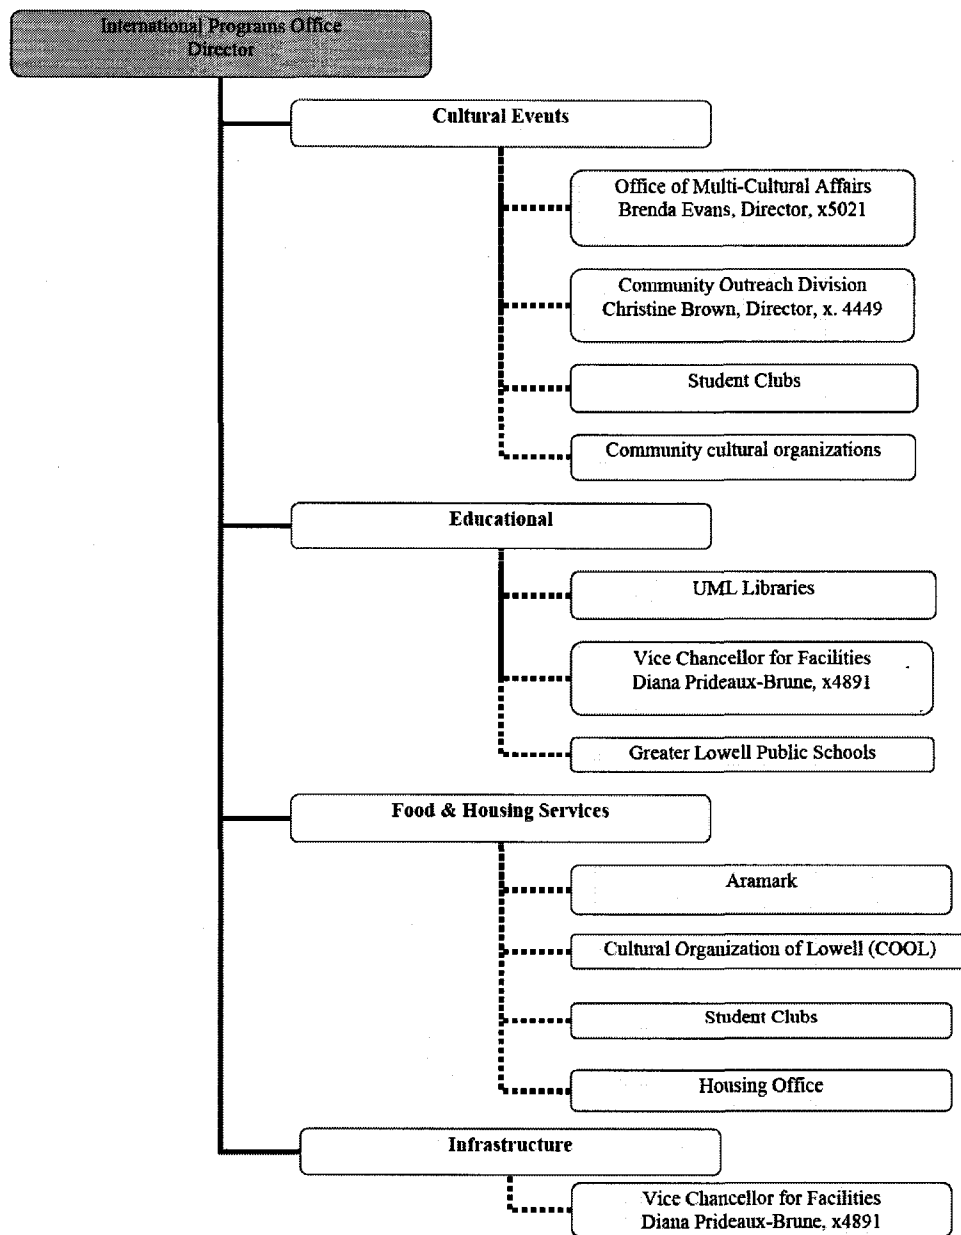 International Programs Office
Director
Cultural Events
Office of Multi-Cultural Affairs
Brenda Evans, Director, x5021
Community Outreach Division
Christine Brown, Director, x. 4449
Student Clubs
Community cultural organizations
Educational
UML Libraries
Vice Chancellor for Facilities
Diana Prideaux-Brune, x4891
Greater Lowell Public Schools
Food & Housing Services
Aramark
Cultural Organization of Lowell (COOL)
Student Clubs
Housing Office
Infrastructure
Vice Chancellor for Facilities
Diana Prideaux-Brune, x4891